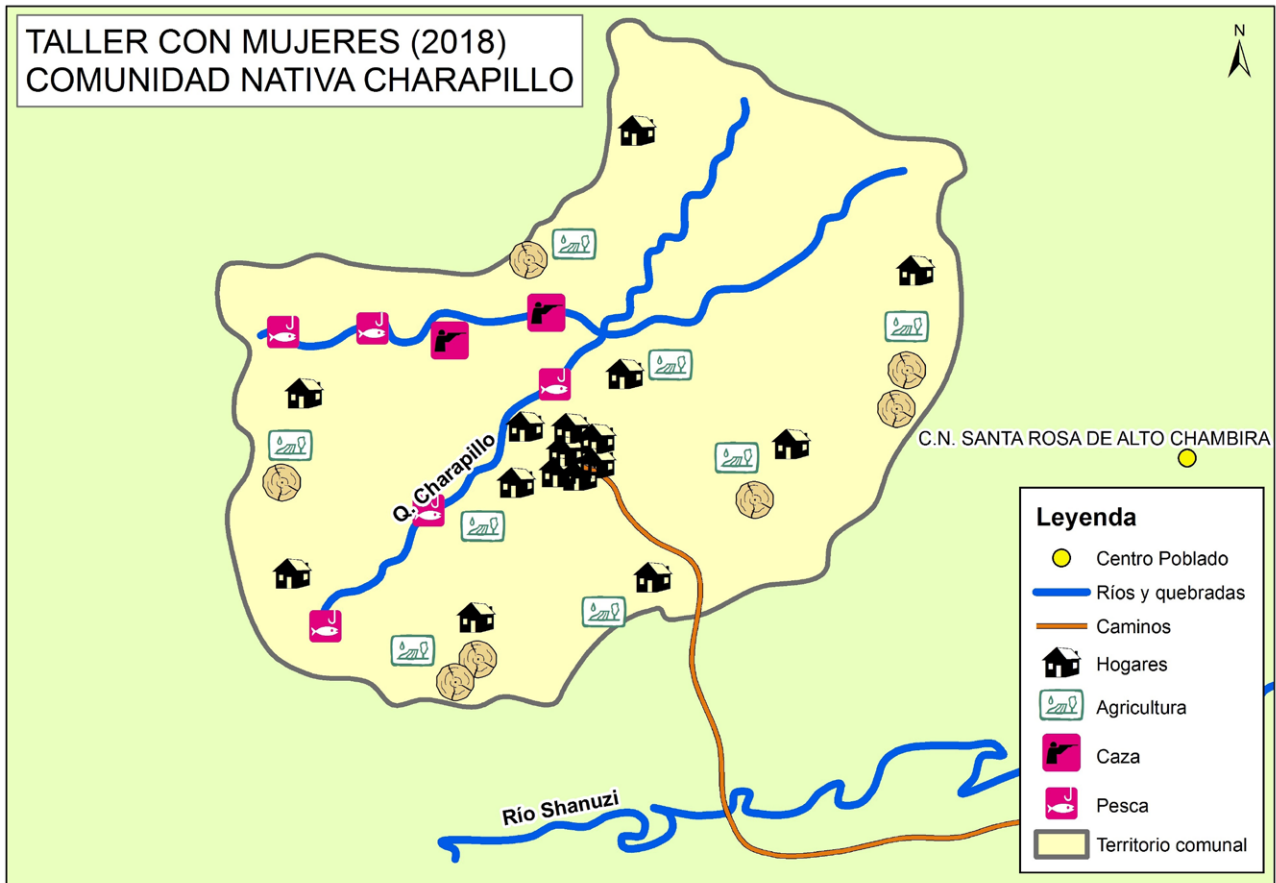 TALLER CON MUJERES (2018)
COMUNIDAD NATIVA CHARAPILLO
N
C.N. SANTA ROSA DE ALTO CHAMBIRA
Q. Charapillo
Río Shanuzi
Leyenda
Centro Poblado
Ríos y quebradas
Caminos
Hogares
Agricultura
Caza
Pesca
Territorio comunal